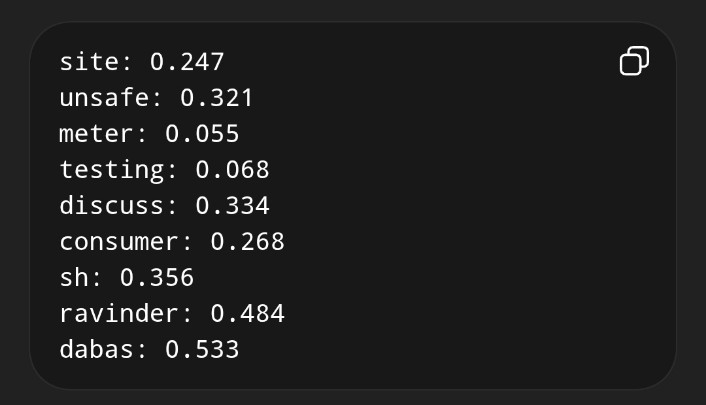 site: 0.247
unsafe: 0.321
meter: 0.055
testing: 0.068
discuss: 0.334
consumer: 0.268
sh: 0.356
ravinder: 0.484
dabas: 0.533